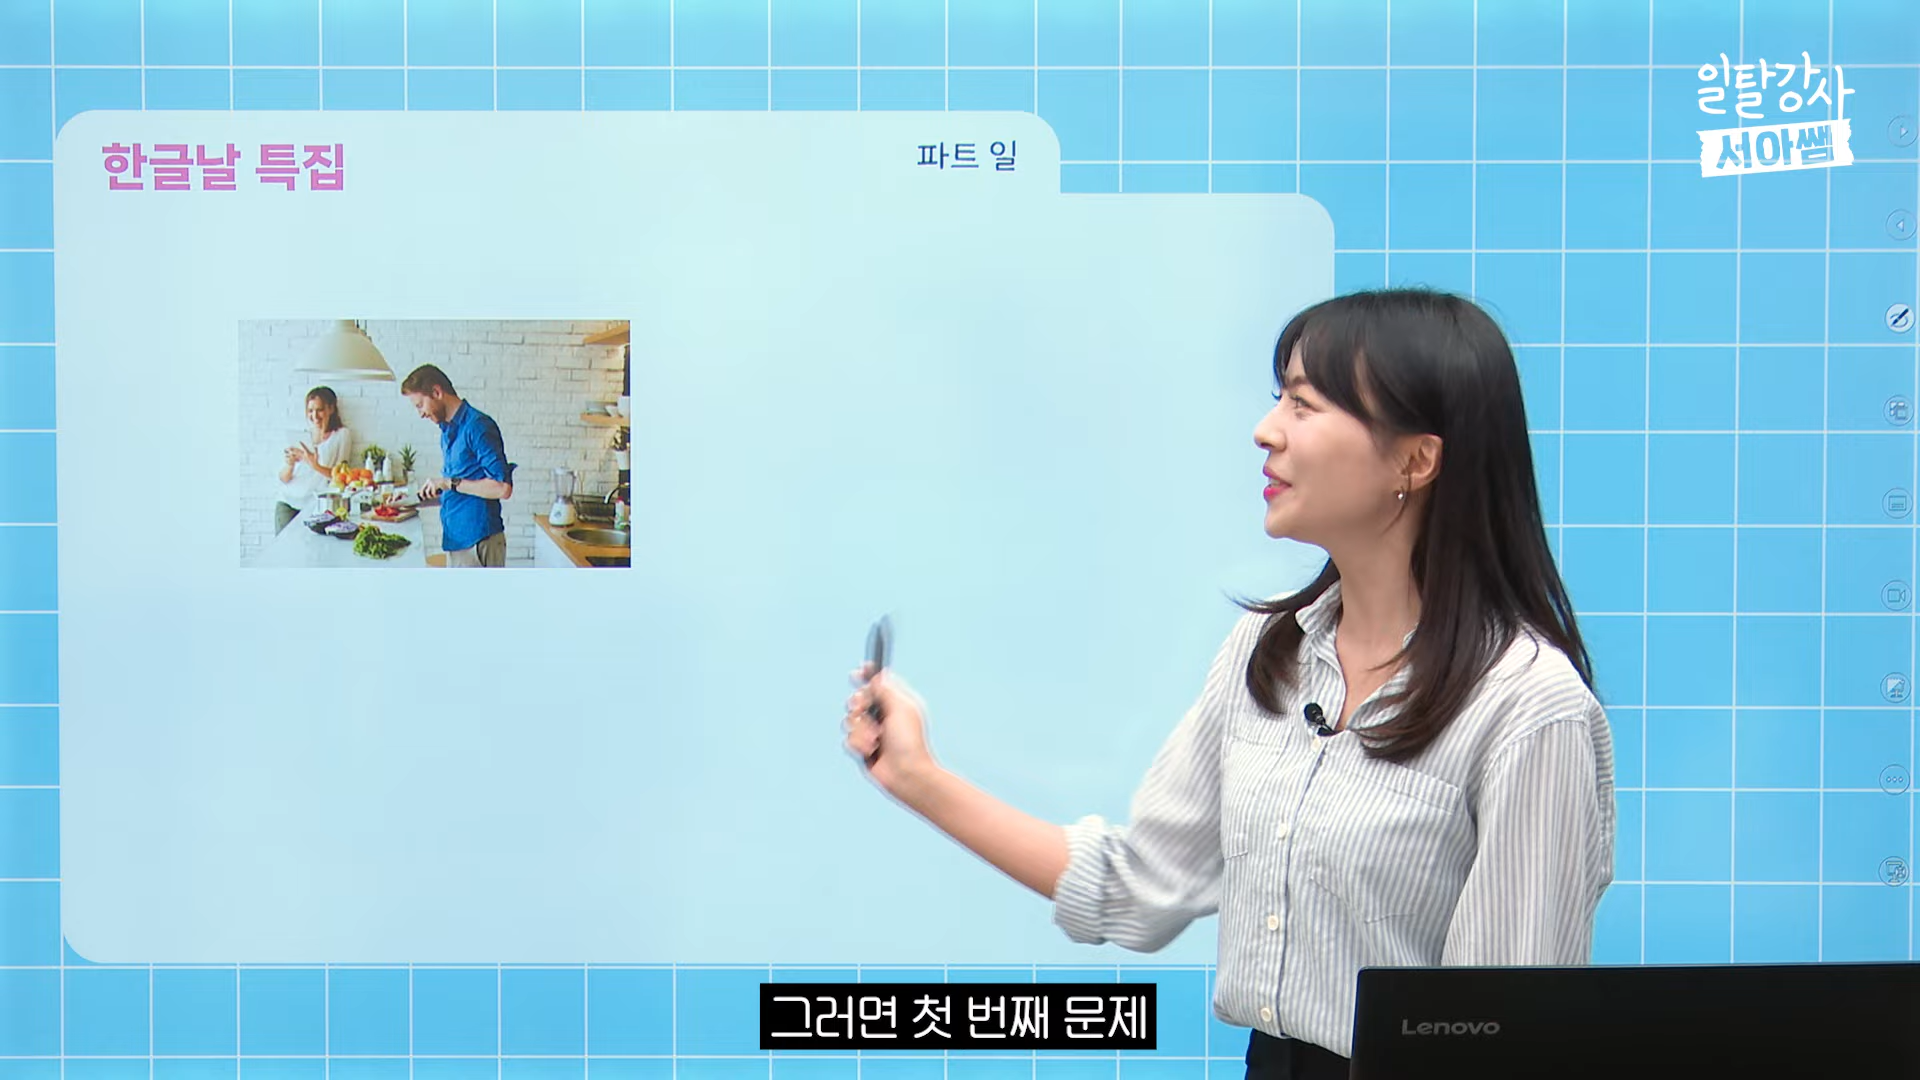 일탈강사
서아쌤
한글날 특집
파트 일
그러면 첫 번째 문제
Lenovo